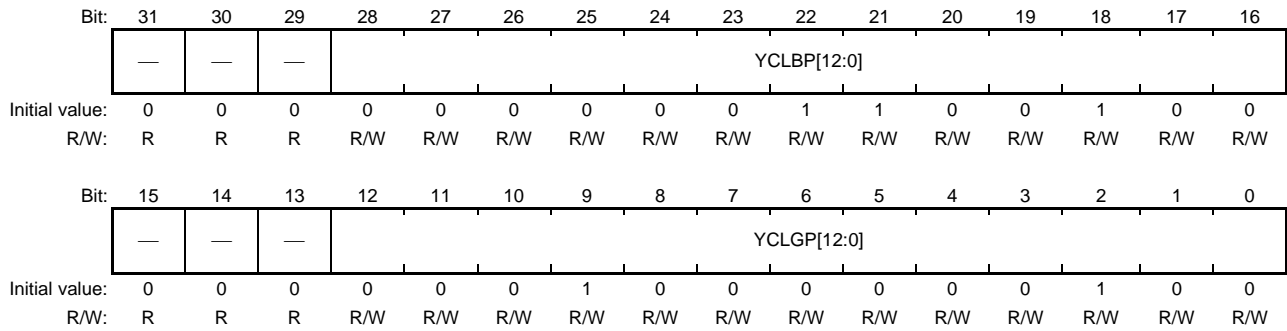 Bit: 31 30 29 28 27 26 25 24 23 22 21 20 19 18 17 16
— — — YCLBP[12:0]
Initial value: 0 0 0 0 0 0 0 0 0 1 1 0 0 1 0 0
R/W: R R R R/W R/W R/W R/W R/W R/W R/W R/W R/W R/W R/W R/W R/W
Bit: 15 14 13 12 11 10 9 8 7 6 5 4 3 2 1 0
— — — YCLGP[12:0]
Initial value: 0 0 0 0 0 0 1 0 0 0 0 0 0 1 0 0
R/W: R R R R/W R/W R/W R/W R/W R/W R/W R/W R/W R/W R/W R/W R/W